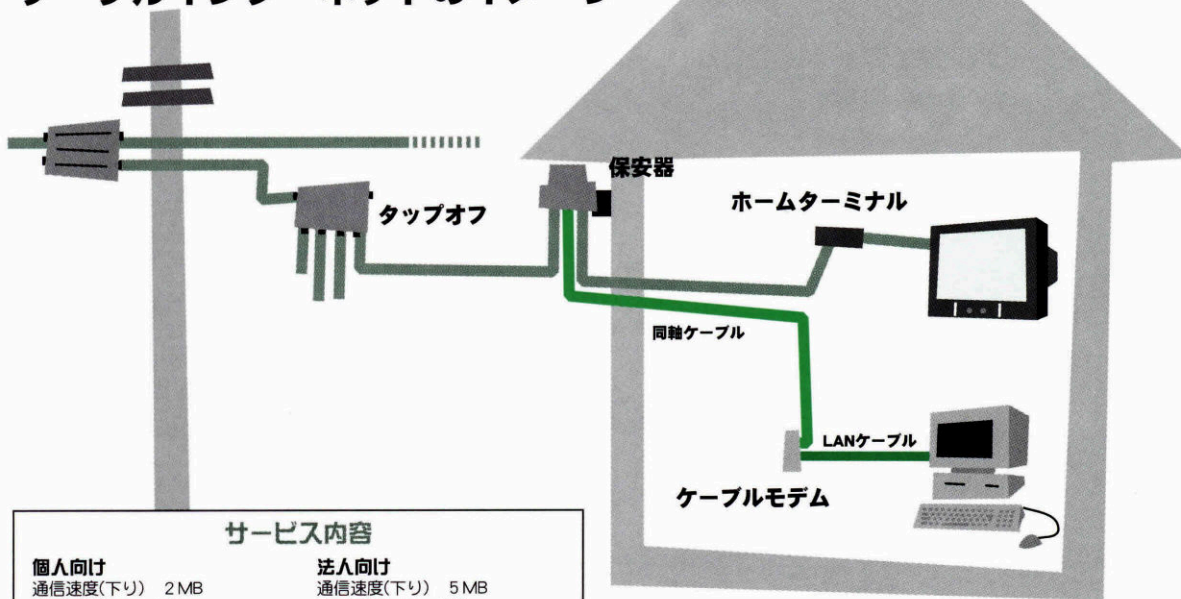 保安器
ホームターミナル
タップオフ
同軸ケーブル
LANケーブル
ケーブルモデム
サービス内容
個人向け 法人向け
通信速度(下り) 2MB 通信速度(下り) 5MB